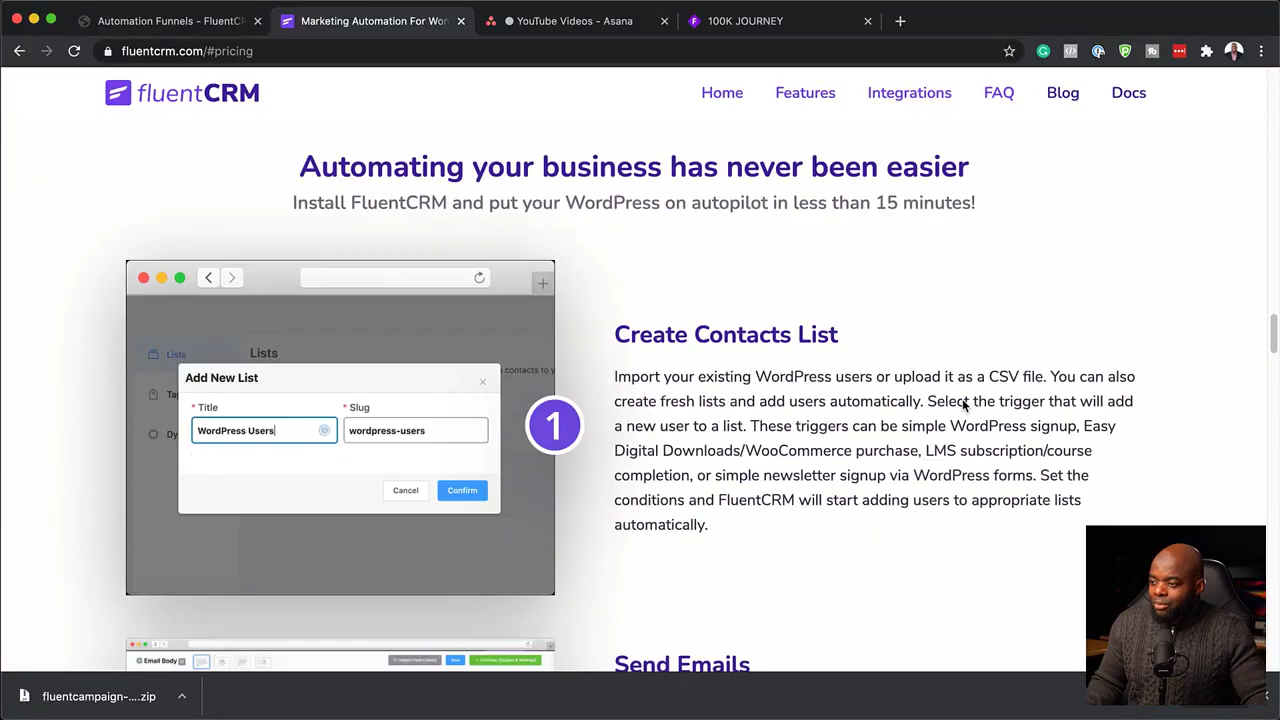 Automation Funnels - FluentCR
Marketing Automation For Wor
YouTube Videos - Asana
100K JOURNEY
fluentcrm.com/#pricing
fluentCRM
Home
Features
Integrations
FAQ
Blog
Docs
Automating your business has never been easier
Install FluentCRM and put your WordPress on autopilot in less than 15 minutes!
Lists
Lists
contacts to y
Add New List
* Title
* Slug
WordPress Users
wordpress-users
Cancel
Confirm
1
Create Contacts List
Import your existing WordPress users or upload it as a CSV file. You can also
create fresh lists and add users automatically. Select the trigger that will add
a new user to a list. These triggers can be simple WordPress signup, Easy
Digital Downloads/WooCommerce purchase, LMS subscription/course
completion, or simple newsletter signup via WordPress forms. Set the
conditions and FluentCRM will start adding users to appropriate lists
automatically.
Email Body
Send Emails
fluentcampaign-....zip